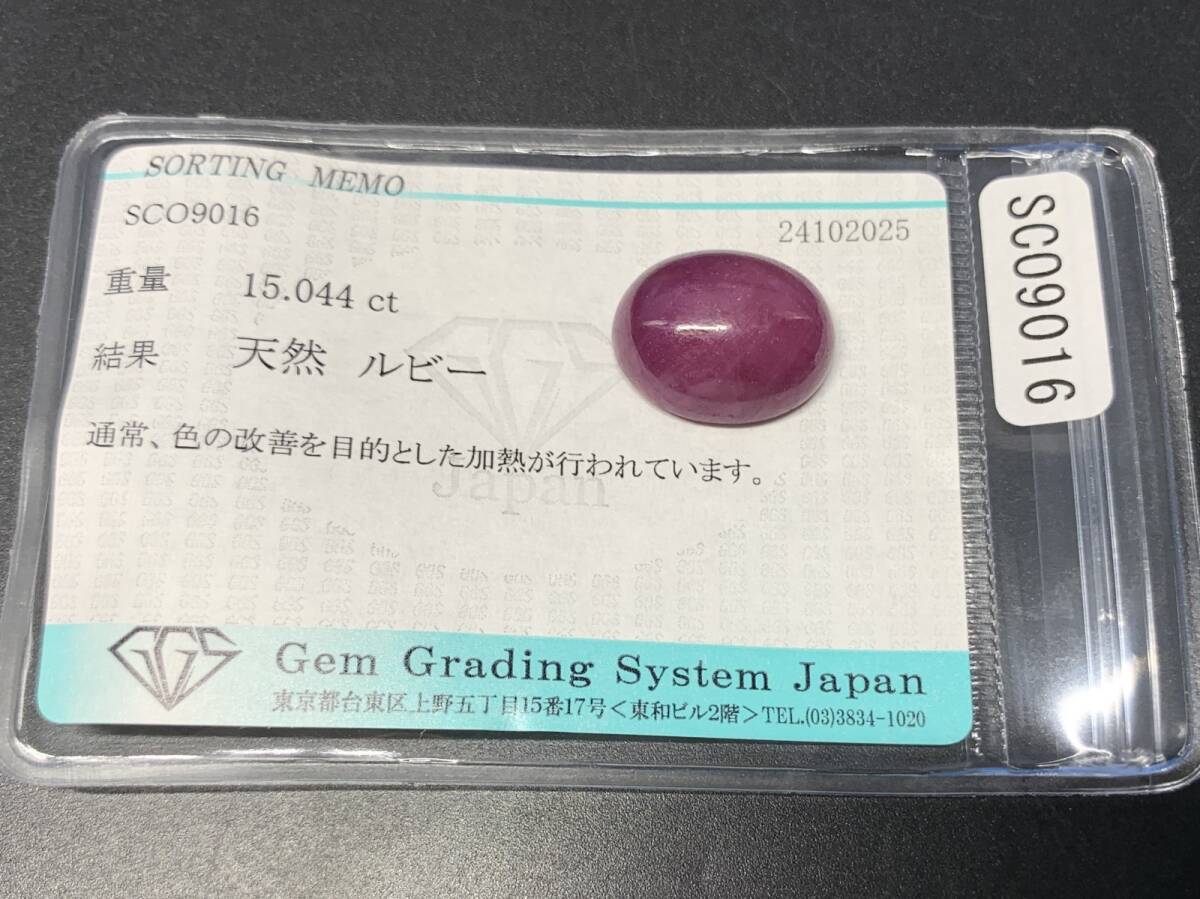 SORTING MEMO
SCO9016
24102025
重量 15.044 ct
結果 天然 ルビー
通常、色の改善を目的とした加熱が行われています。
Japan
GGS
Gem Grading System Japan
東京都台東区上野五丁目15番17号＜東和ビル2階＞TEL.(03)3834-1020
SC09016